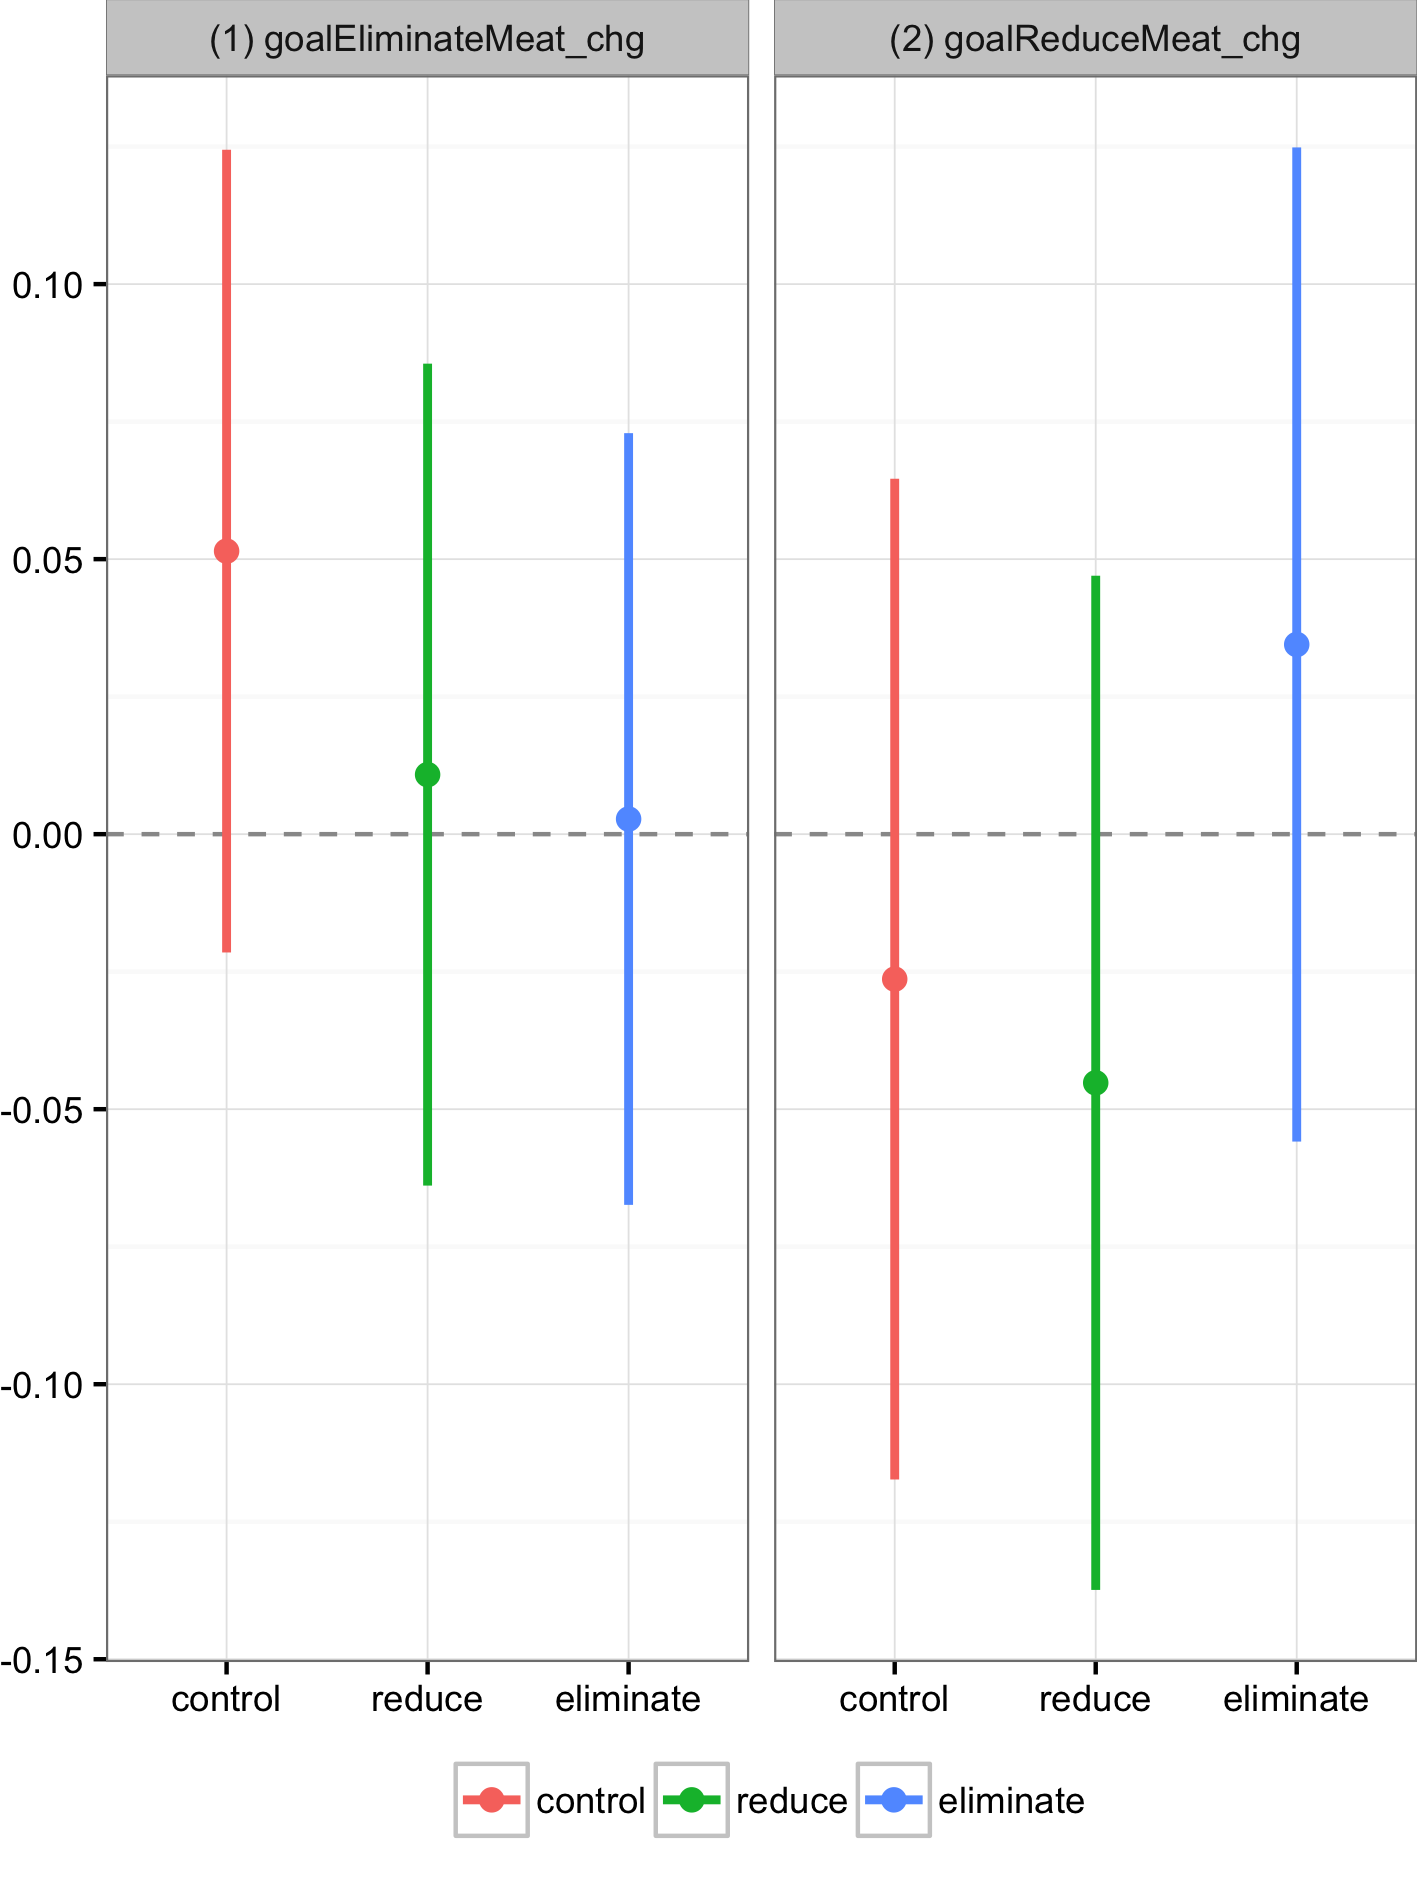 (1) goalEliminateMeat_chg (2) goalReduceMeat_chg
0.10
0.05
0.00
-0.05
-0.10
-0.15
control reduce eliminate control reduce eliminate
control reduce eliminate